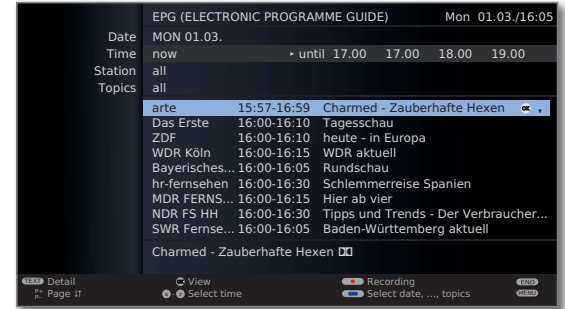 EPG (ELECTRONIC PROGRAMME GUIDE) Mon 01.03./16:05
Date MON 01.03.
Time now ▸ until 17.00 17.00 18.00 19.00
Station all
Topics all
arte 15:57-16:59 Charmed - Zauberhafte Hexen OK
Das Erste 16:00-16:10 Tagesschau
ZDF 16:00-16:10 heute - in Europa
WDR Köln 16:00-16:15 WDR aktuell
Bayerisches... 16:00-16:05 Rundschau
hr-fernsehen 16:00-16:30 Schlemmerreise Spanien
MDR FERNS... 16:00-16:15 Hier ab vier
NDR FS HH 16:00-16:30 Tipps und Trends - Der Verbraucher...
SWR Fernse... 16:00-16:05 Baden-Württemberg aktuell
Charmed - Zauberhafte Hexen
TEXT Detail OK View Recording END
P+ P- Page ↓↑ 0-9 Select time Select date, ..., topics MENU